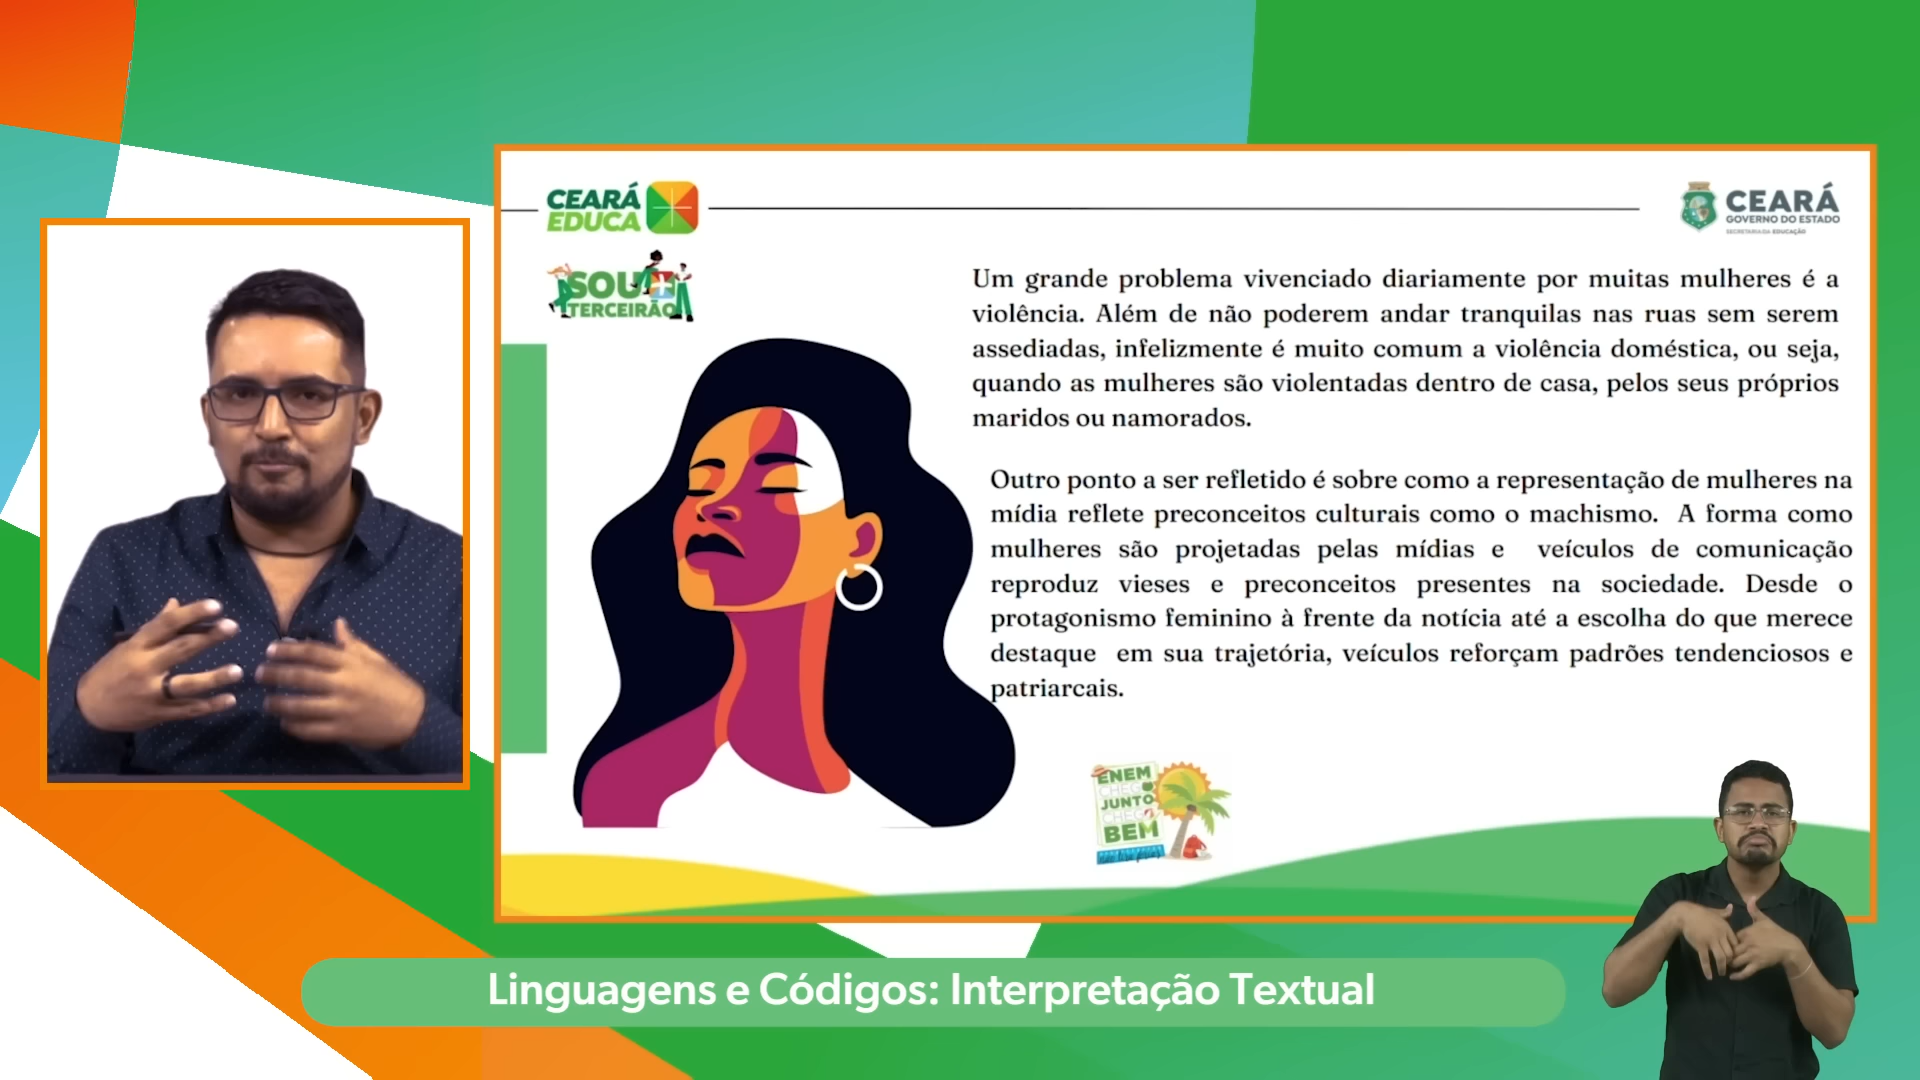 CEARÁ
EDUCA
CEARÁ
GOVERNO DO ESTADO
SECRETARIA DA EDUCAÇÃO
SOU+
TERCEIRÃO
Um grande problema vivenciado diariamente por muitas mulheres é a
violência. Além de não poderem andar tranquilas nas ruas sem serem
assediadas, infelizmente é muito comum a violência doméstica, ou seja,
quando as mulheres são violentadas dentro de casa, pelos seus próprios
maridos ou namorados.
Outro ponto a ser refletido é sobre como a representação de mulheres na
mídia reflete preconceitos culturais como o machismo. A forma como
mulheres são projetadas pelas mídias e veículos de comunicação
reproduz vieses e preconceitos presentes na sociedade. Desde o
protagonismo feminino à frente da notícia até a escolha do que merece
destaque em sua trajetória, veículos reforçam padrões tendenciosos e
patriarcais.
ENEM
CHEGO
JUNTO
CHEGO
BEM
Linguagens e Códigos: Interpretação Textual